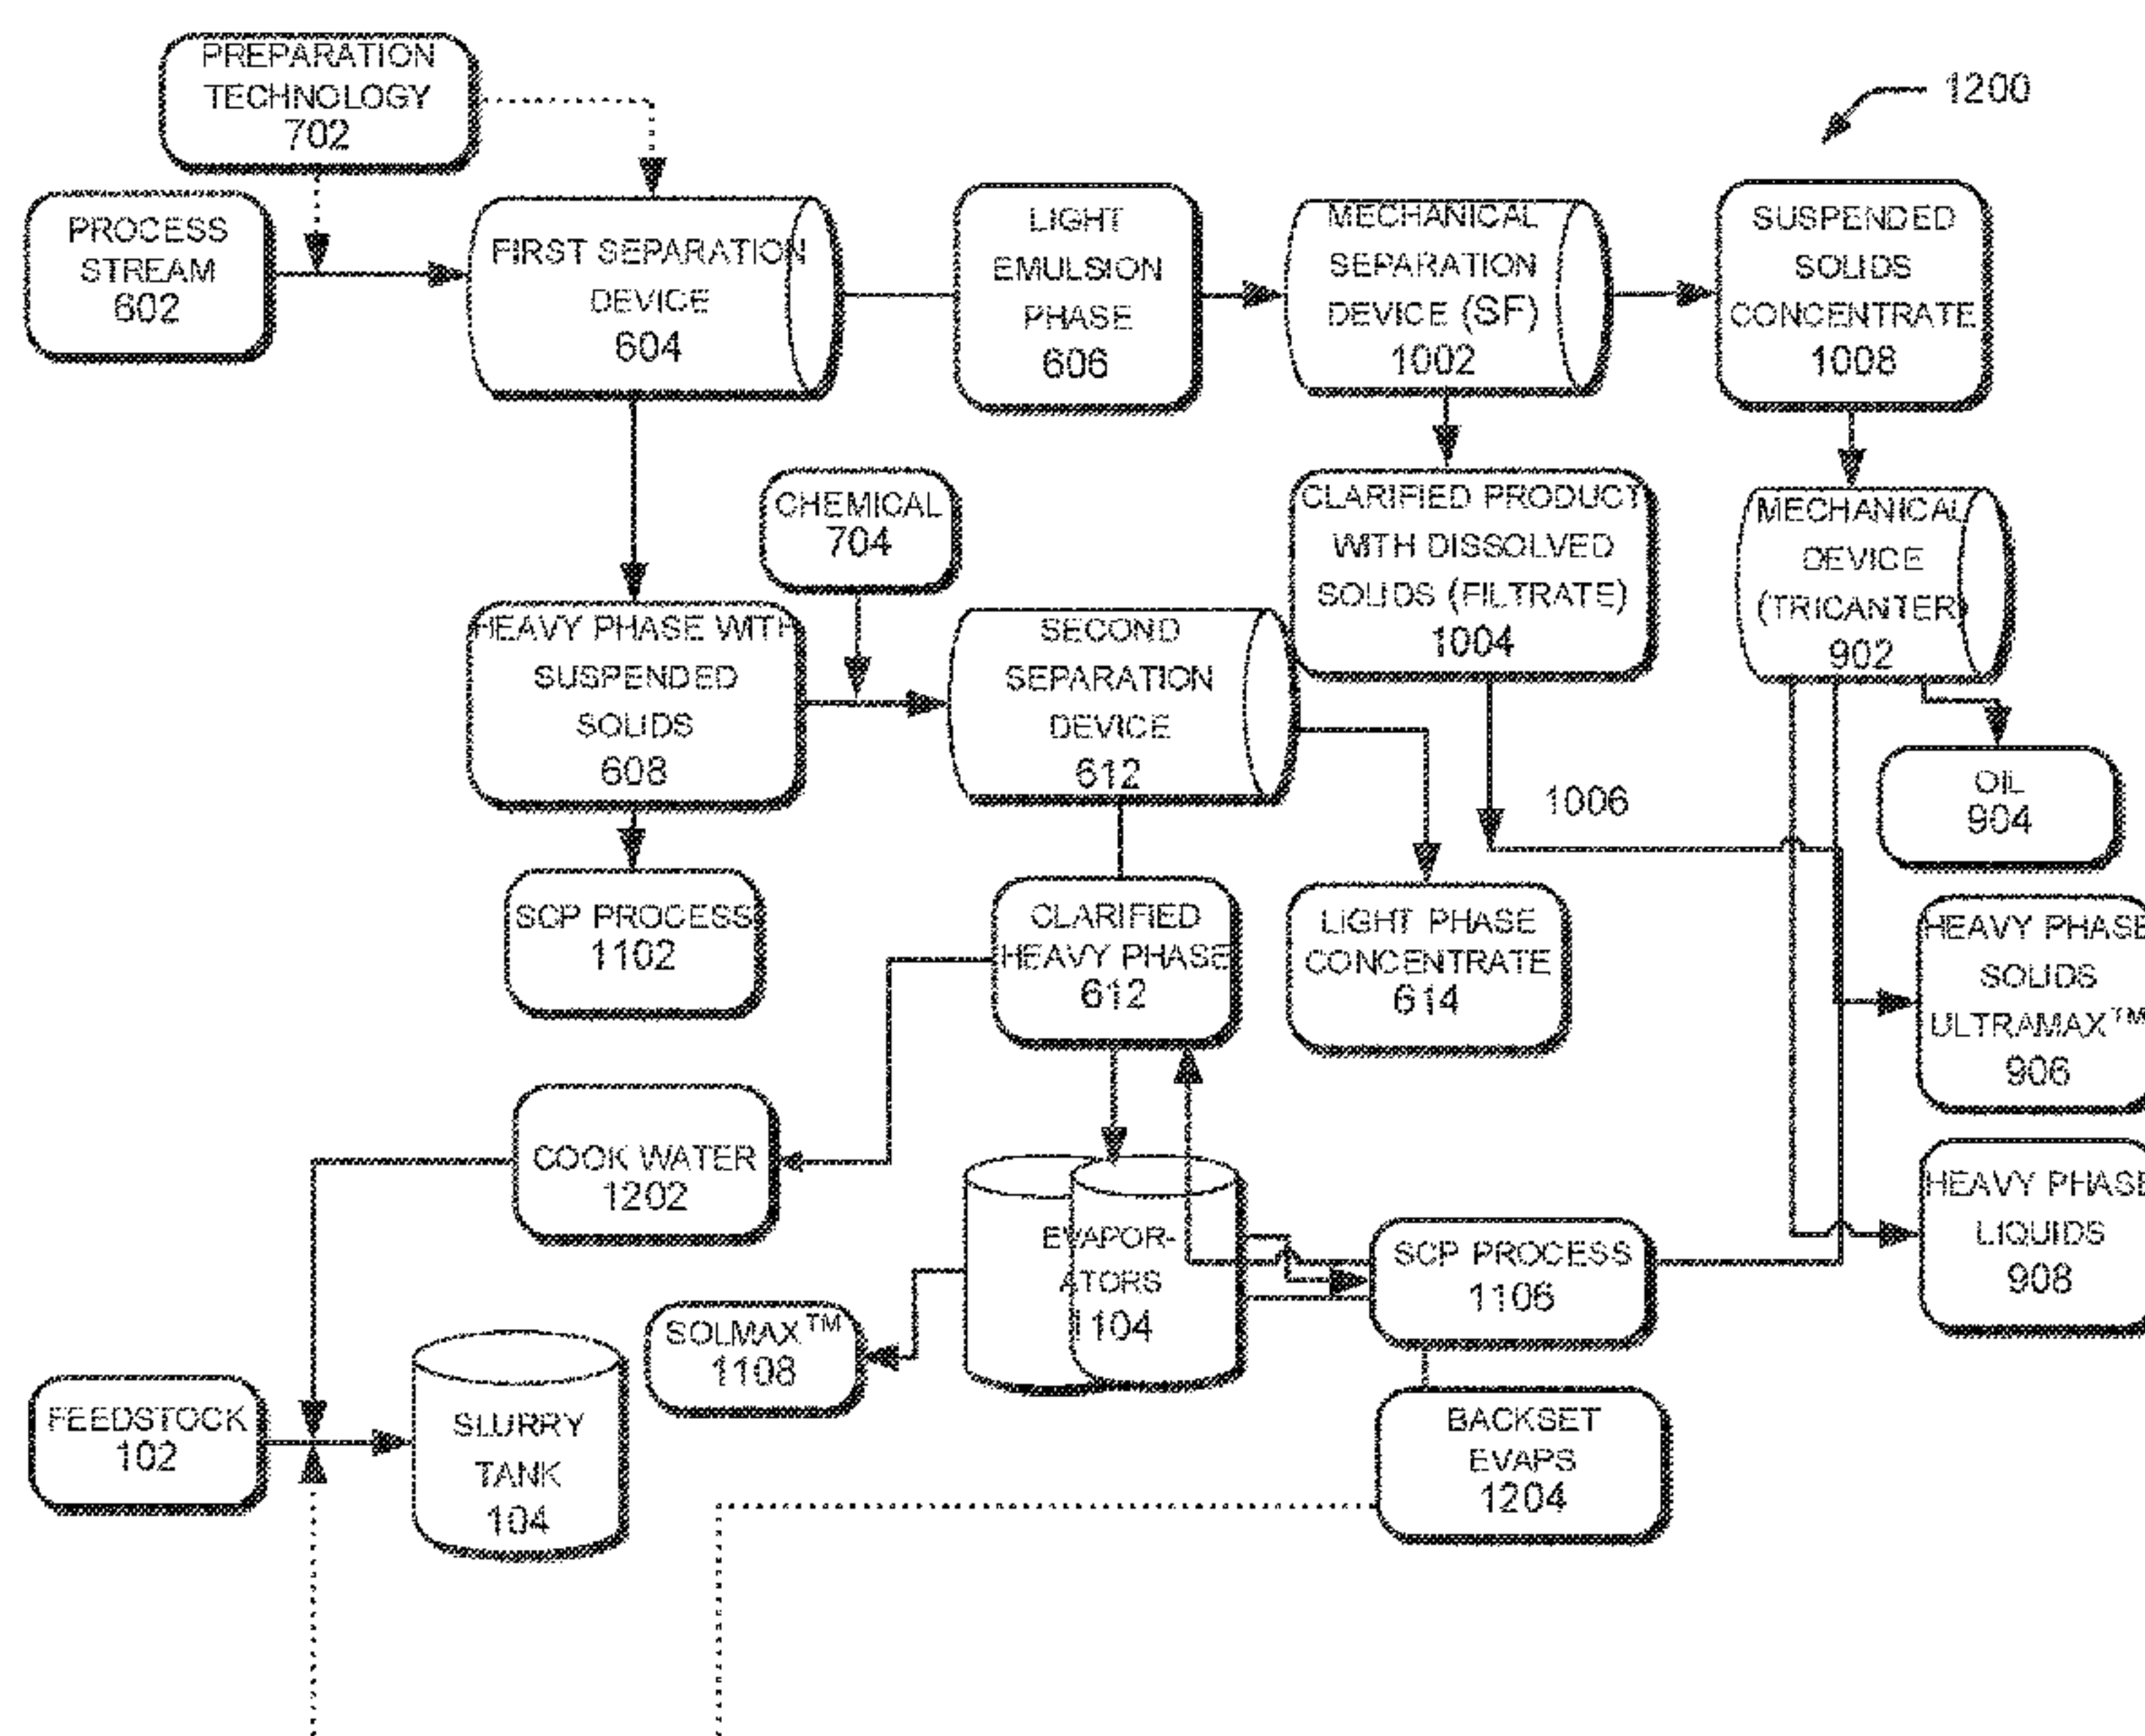 PREPARATION
TECHNOLOGY
702
1200
PROCESS
STREAM
602
FIRST SEPARATION
DEVICE
604
LIGHT
EMULSION
PHASE
606
MECHANICAL
SEPARATION
DEVICE (SF)
1002
SUSPENDED
SOLIDS
CONCENTRATE
1008
CHEMICAL
704
CLARIFIED PRODUCT
WITH DISSOLVED
SOLIDS (FILTRATE)
1004
MECHANICAL
DEVICE
(TRICANTER)
902
HEAVY PHASE WITH
SUSPENDED
SOLIDS
608
SECOND
SEPARATION
DEVICE
612
1006
OIL
904
SCP PROCESS
1102
CLARIFIED
HEAVY PHASE
612
LIGHT PHASE
CONCENTRATE
614
HEAVY PHASE
SOLIDS
ULTRAMAX™
906
COOK WATER
1202
EVAPOR-
ATORS
1104
SCP PROCESS
1106
HEAVY PHASE
LIQUIDS
908
SOLMAX™
1108
FEEDSTOCK
102
SLURRY
TANK
104
BACKSET
EVAPS
1204